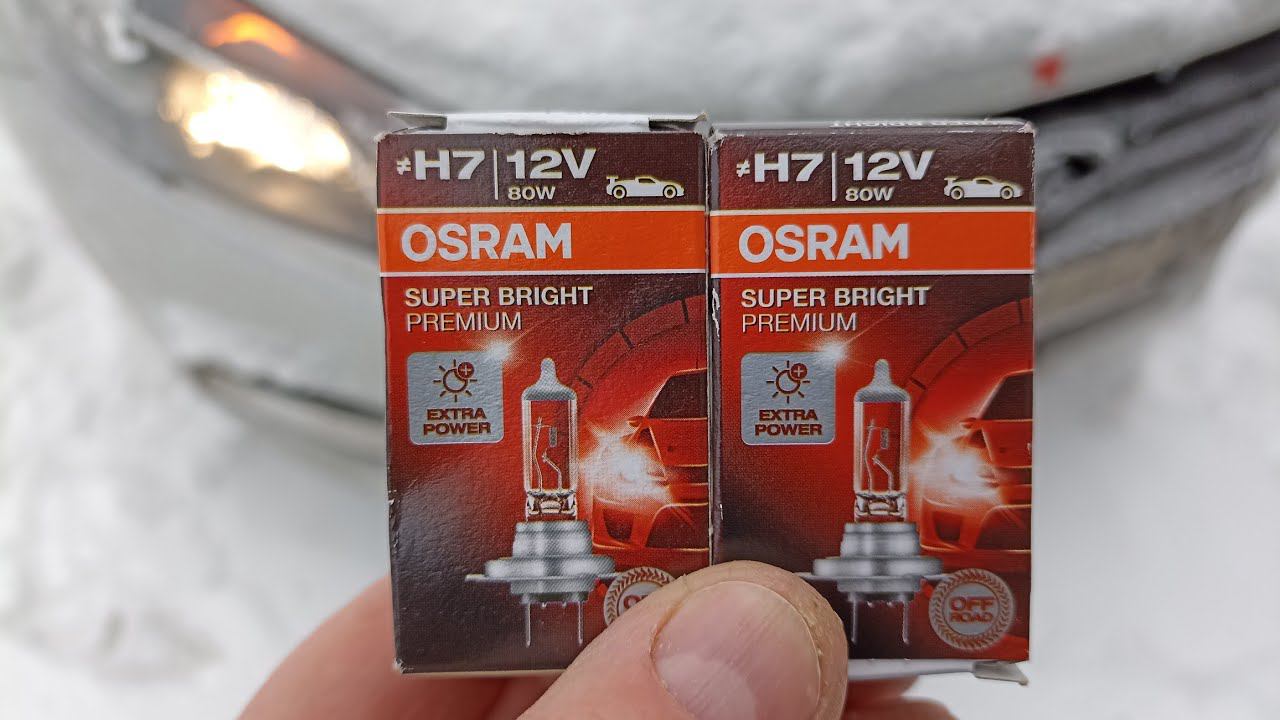 ≠H7 12V
80W
OSRAM
SUPER BRIGHT
PREMIUM
EXTRA
POWER
≠H7 12V
80W
OSRAM
SUPER BRIGHT
PREMIUM
EXTRA
POWER
OFF
ROAD